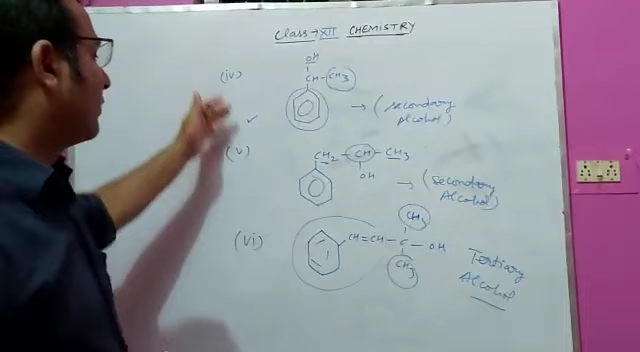 Class → XII CHEMISTRY
OH
(iv) CH - CH3
→ (Secondary
Alcohol)
(v) CH2 - CH - CH3
OH
→ (Secondary
Alcohol)
CH3
(vi) CH = CH - C - OH
CH3
Tertiary
Alcohol